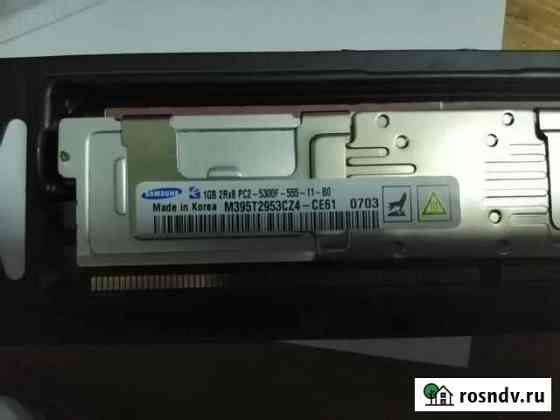 SAMSUNG 1GB 2Rx8 PC2-5300F-555-11-B0
Made in Korea M395T2953CZ4-CE61 0703
rosndv.ru